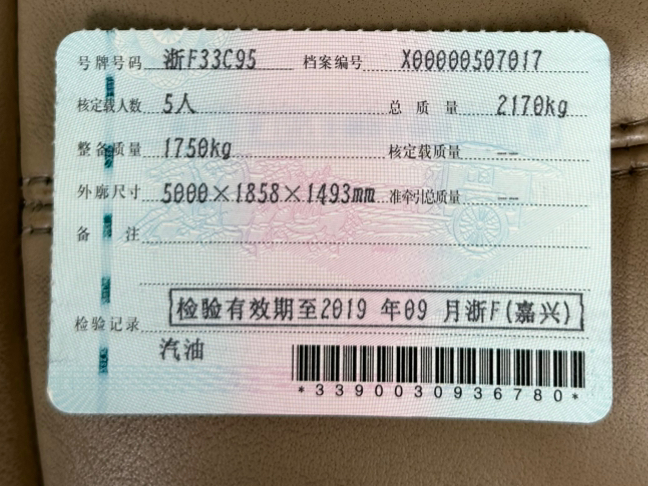 号牌号码 浙F33C95 档案编号 X00000507017
核定载人数 5人 总质量 2170kg
整备质量 1750kg 核定载质量 --
外廓尺寸 5000×1858×1493mm 准牵引总质量 --
备注
检验有效期至2019 年09 月浙F(嘉兴)
检验记录
汽油
*3390030936780*